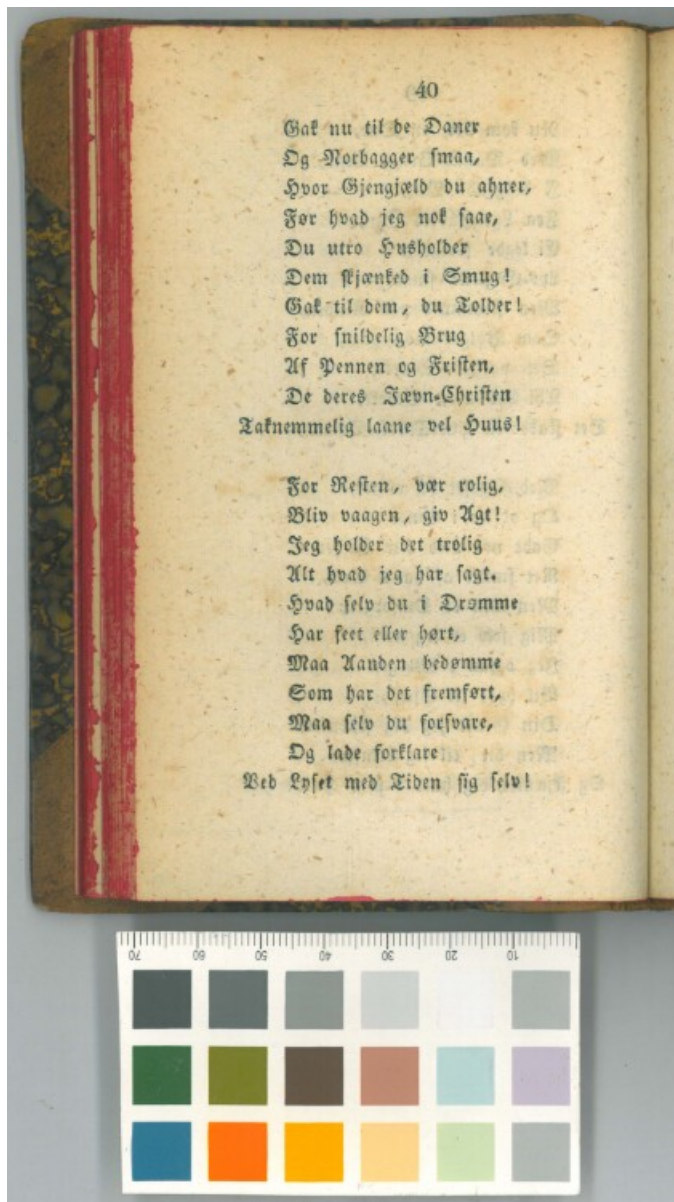 40
Gak nu til de Daner
Og Norbagger smaa,
Hvor Gjengjæld du ahner,
Før hvad jeg nok saae,
Du utro Husholder
Dem skjænked i Smug!
Gak til dem, du Tolder!
For snildelig Brug
Af Pennen og Fristen,
De deres Jævn-Christen
Taknemmelig laane vel Huus!
For Resten, vær rolig,
Bliv vaagen, giv Agt!
Jeg holder det trolig
Alt hvad jeg har sagt.
Hvad selv du i Drømme
Har seet eller hørt,
Maa Aanden bedømme
Som har det fremført,
Maa selv du forsvare,
Og lade forklare
Ved Lyset med Tiden sig selv!
70 60 50 40 30 20 10